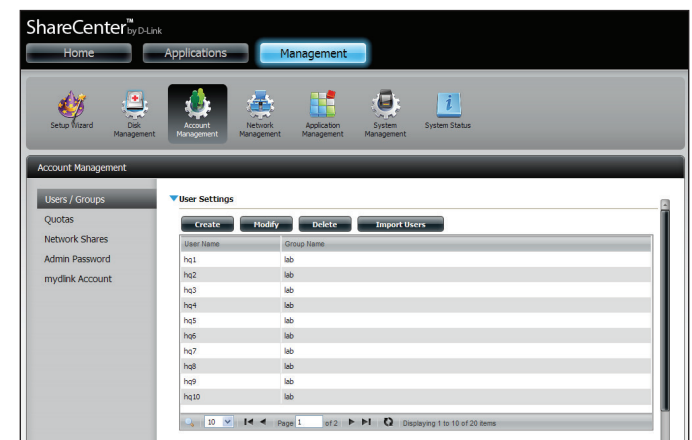 ShareCenter™ by D-Link
Home Applications Management
Setup Wizard Disk Management Account Management Network Management Application Management System Management System Status
Account Management
Users / Groups
Quotas
Network Shares
Admin Password
mydlink Account
User Settings
Create Modify Delete Import Users
User Name Group Name
hq1 lab
hq2 lab
hq3 lab
hq4 lab
hq5 lab
hq6 lab
hq7 lab
hq8 lab
hq9 lab
hq10 lab
10 Page 1 of 2 Displaying 1 to 10 of 20 items